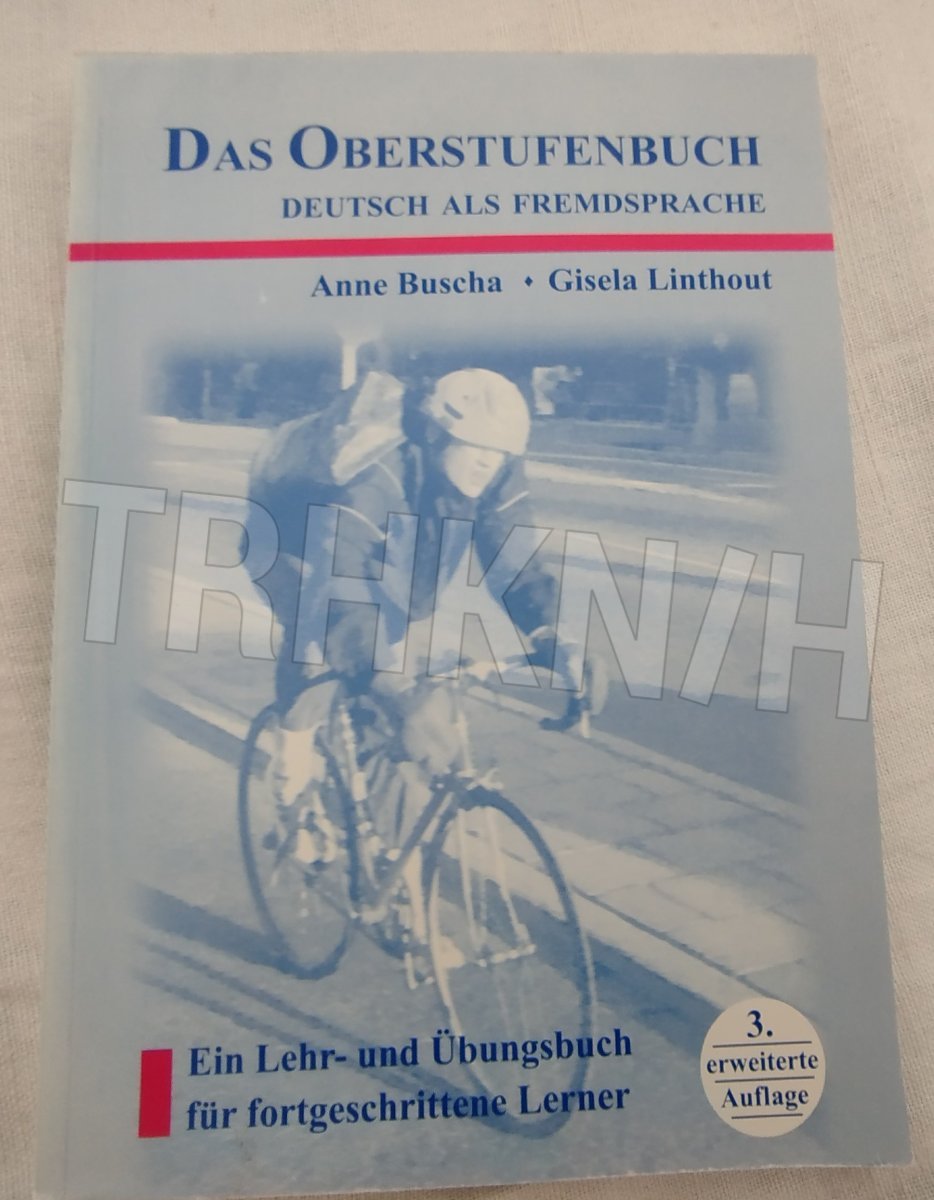 DAS OBERSTUFENBUCH
DEUTSCH ALS FREMDSPRACHE
Anne Buscha ♦ Gisela Linthout
TRHKN/H
Ein Lehr- und Übungsbuch
für fortgeschrittene Lerner
3.
erweiterte
Auflage